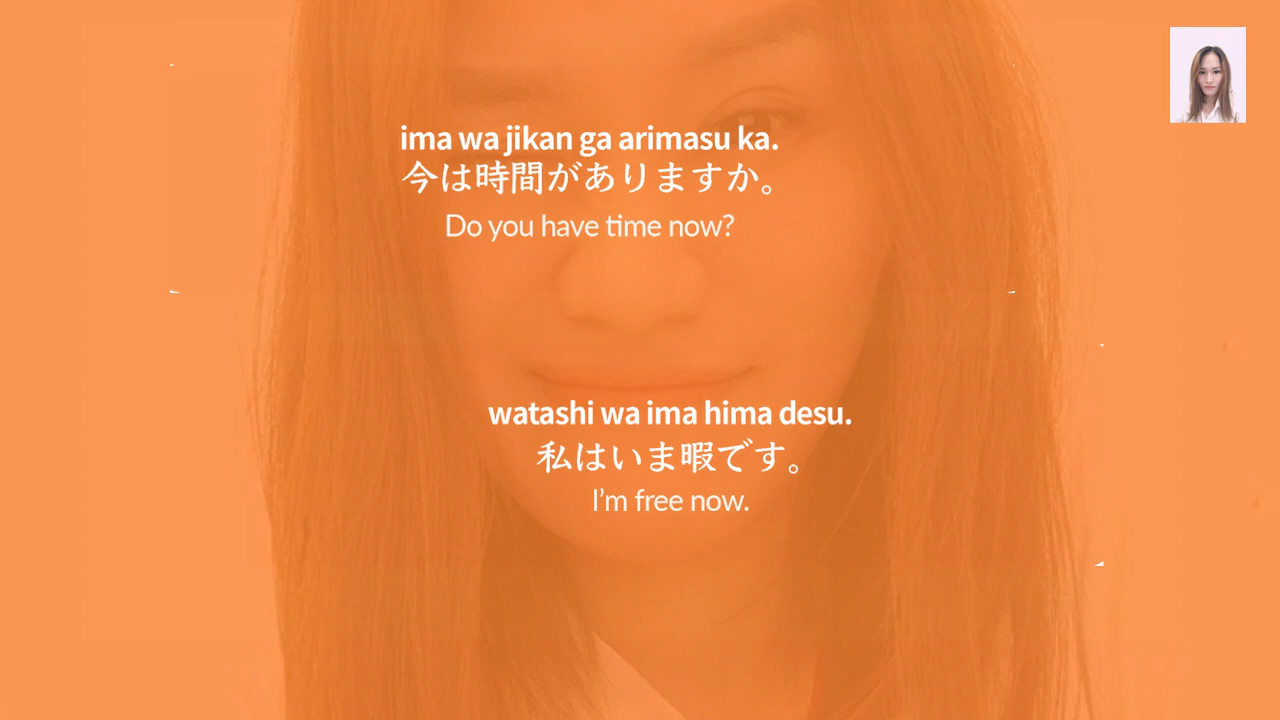 ima wa jikan ga arimasu ka.
今は時間がありますか。
Do you have time now?
watashi wa ima hima desu.
私はいま暇です。
I'm free now.